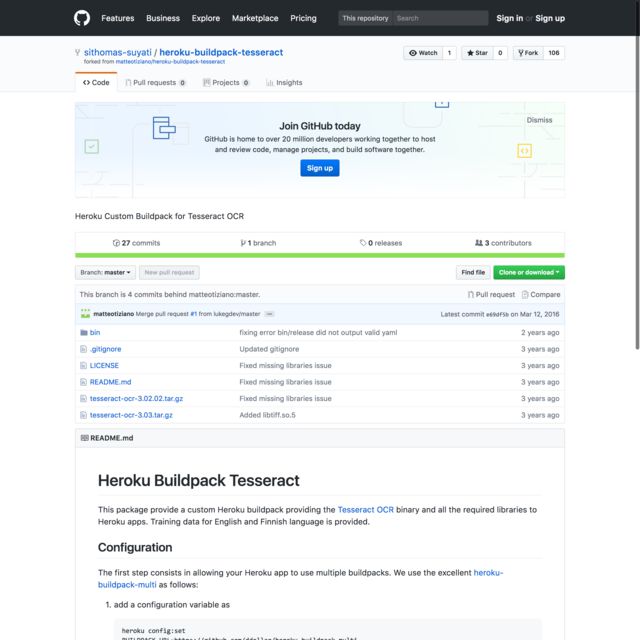 Features Business Explore Marketplace Pricing This repository Search Sign in or Sign up
sithomas-suyati / heroku-buildpack-tesseract Watch 1 Star 0 Fork 106
forked from matteotiziano/heroku-buildpack-tesseract
Code Pull requests 0 Projects 0 Insights
Join GitHub today Dismiss
GitHub is home to over 20 million developers working together to host
and review code, manage projects, and build software together.
Sign up
Heroku Custom Buildpack for Tesseract OCR
27 commits 1 branch 0 releases 3 contributors
Branch: master New pull request Find file Clone or download
This branch is 4 commits behind matteotiziano:master. Pull request Compare
matteotiziano Merge pull request #1 from lukegdev/master Latest commit e69df5b on Mar 12, 2016
bin fixing error bin/release did not output valid yaml 2 years ago
.gitignore Updated gitignore 3 years ago
LICENSE Fixed missing libraries issue 3 years ago
README.md Fixed missing libraries issue 3 years ago
tesseract-ocr-3.02.02.tar.gz Fixed missing libraries issue 3 years ago
tesseract-ocr-3.03.tar.gz Added libtiff.so.5 3 years ago
README.md
Heroku Buildpack Tesseract
This package provide a custom Heroku buildpack providing the Tesseract OCR binary and all the required libraries to
Heroku apps. Training data for English and Finnish language is provided.
Configuration
The first step consists in allowing your Heroku app to use multiple buildpacks. We use the excellent heroku-
buildpack-multi as follows:
1. add a configuration variable as
heroku config:set